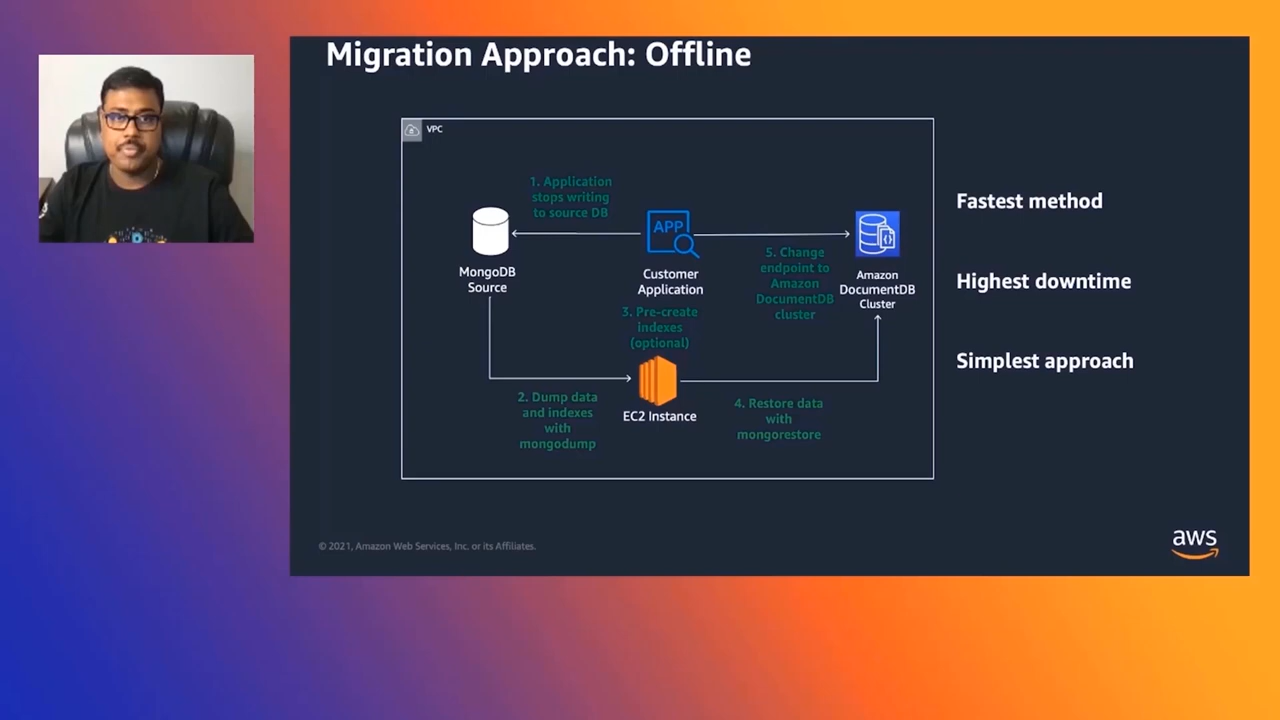 Migration Approach: Offline
VPC
1. Application
stops writing
to source DB
APP
MongoDB
Source
Customer
Application
5. Change
endpoint to
Amazon
DocumentDB
cluster
Amazon
DocumentDB
Cluster
3. Pre-create
indexes
(optional)
2. Dump data
and indexes
with
mongodump
EC2 Instance
4. Restore data
with
mongorestore
Fastest method
Highest downtime
Simplest approach
© 2021, Amazon Web Services, Inc. or its Affiliates.
aws